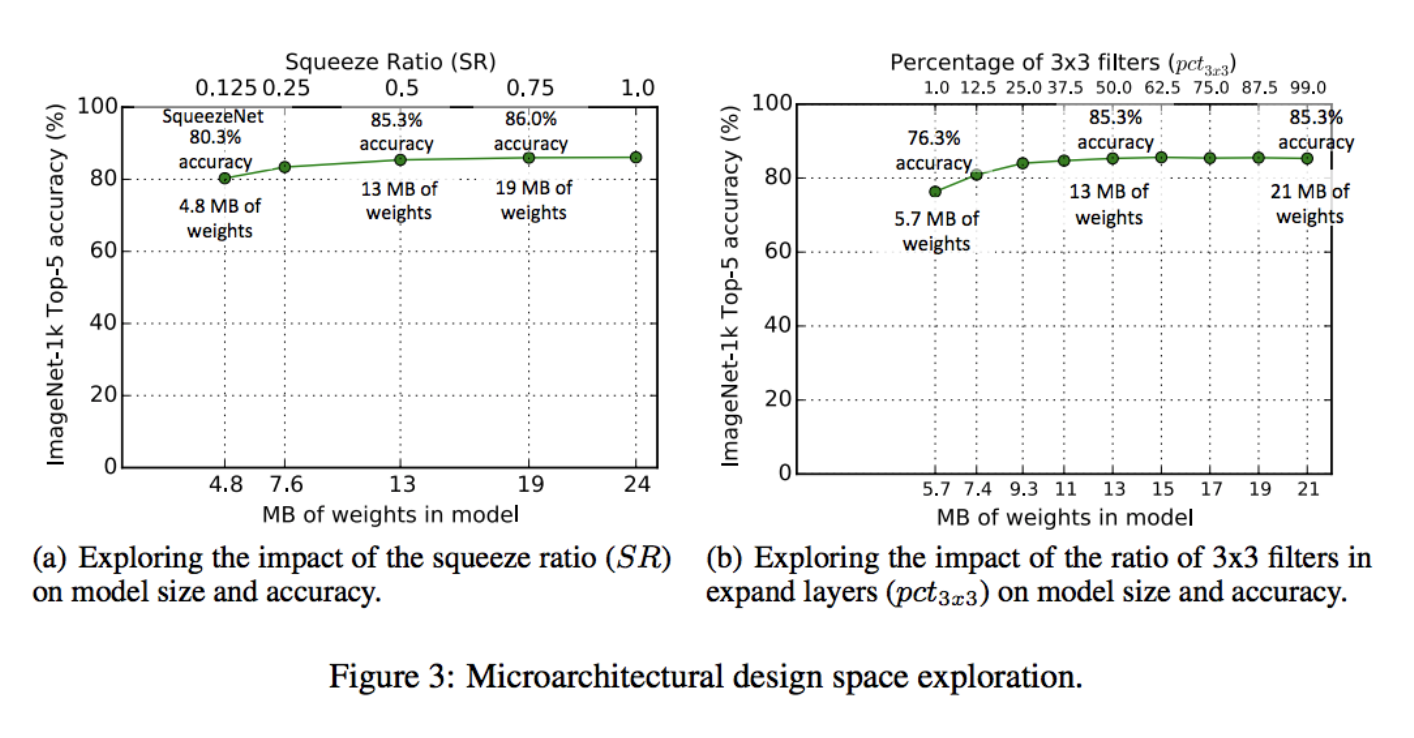 Squeeze Ratio (SR)
0.125 0.25 0.5 0.75 1.0
100
80
60
40
20
0
ImageNet-1k Top-5 accuracy (%)
SqueezeNet
80.3%
accuracy
4.8 MB of
weights
85.3%
accuracy
13 MB of
weights
86.0%
accuracy
19 MB of
weights
4.8 7.6 13 19 24
MB of weights in model
(a) Exploring the impact of the squeeze ratio (SR)
on model size and accuracy.
Percentage of 3x3 filters (pct3x3)
1.0 12.5 25.0 37.5 50.0 62.5 75.0 87.5 99.0
100
80
60
40
20
0
ImageNet-1k Top-5 accuracy (%)
76.3%
accuracy
5.7 MB of
weights
85.3%
accuracy
13 MB of
weights
85.3%
accuracy
21 MB of
weights
5.7 7.4 9.3 11 13 15 17 19 21
MB of weights in model
(b) Exploring the impact of the ratio of 3x3 filters in
expand layers (pct3x3) on model size and accuracy.
Figure 3: Microarchitectural design space exploration.